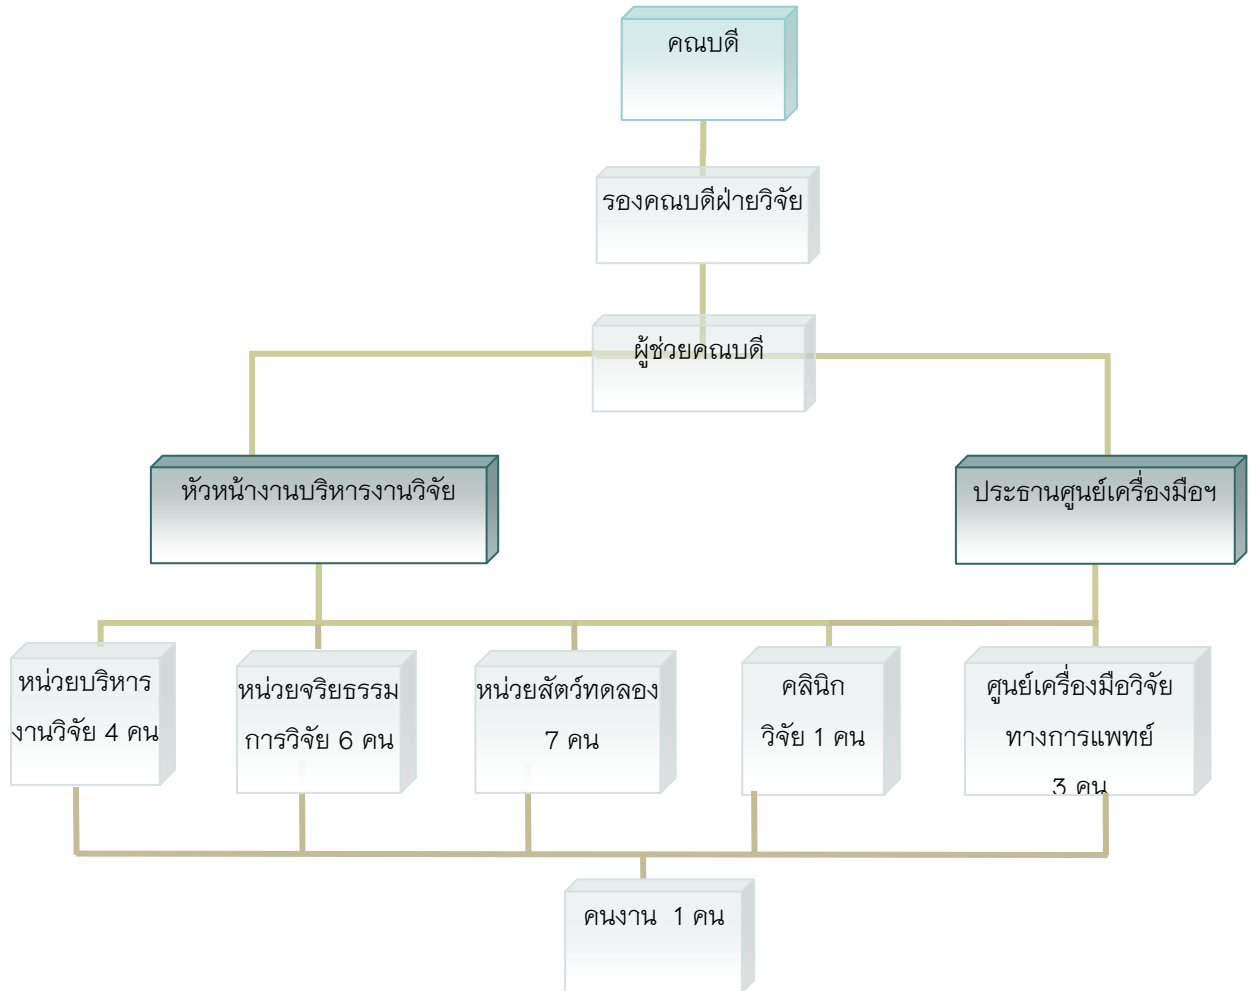 คณบดี
รองคณบดีฝ่ายวิจัย
ผู้ช่วยคณบดี
หัวหน้างานบริหารงานวิจัย
ประธานศูนย์เครื่องมือฯ
หน่วยบริหาร
งานวิจัย 4 คน
หน่วยจริยธรรม
การวิจัย 6 คน
หน่วยสัตว์ทดลอง
7 คน
คลินิก
วิจัย 1 คน
ศูนย์เครื่องมือวิจัย
ทางการแพทย์
3 คน
คนงาน 1 คน